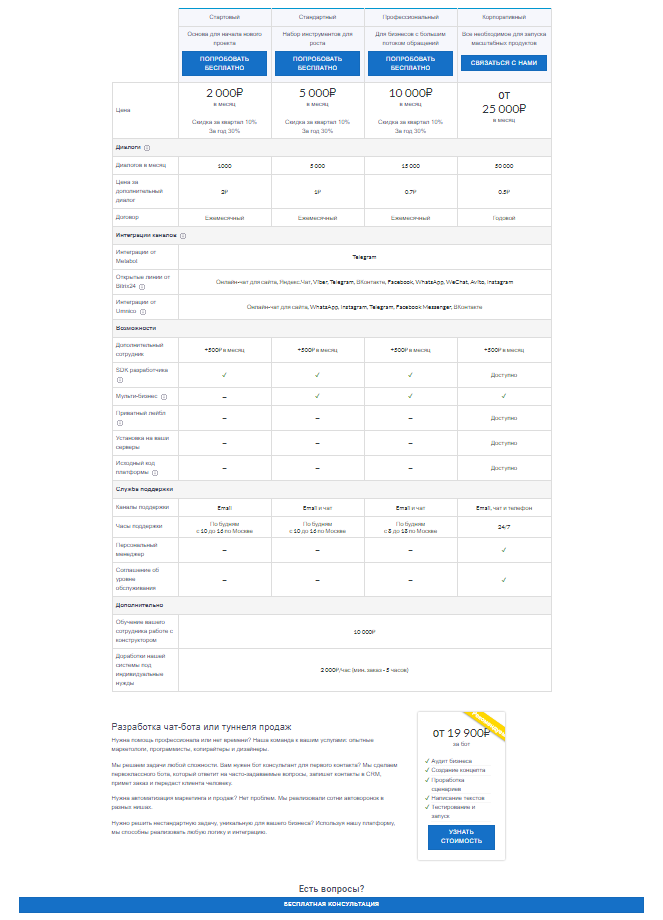 Стартовый Стандартный Профессиональный Корпоративный
Основа для начала нового проекта Набор инструментов для роста Для бизнесов с большим потоком обращений Все необходимое для запуска масштабных продуктов
ПОПРОБОВАТЬ БЕСПЛАТНО ПОПРОБОВАТЬ БЕСПЛАТНО ПОПРОБОВАТЬ БЕСПЛАТНО СВЯЗАТЬСЯ С НАМИ
Цена 2 000₽ в месяц 5 000₽ в месяц 10 000₽ в месяц от 25 000₽ в месяц
Скидка за квартал 10% Скидка за квартал 10% Скидка за квартал 10%
За год 30% За год 30% За год 30%
Диалоги
Диалогов в месяц 1000 5 000 15 000 50 000
Цена за дополнительный диалог 2₽ 1₽ 0.7₽ 0.5₽
Договор Ежемесячный Ежемесячный Ежемесячный Годовой
Интеграции каналов
Интеграции от Metabot Telegram
Открытые линии от Bitrix24 Онлайн-чат для сайта, Яндекс.Чат, Viber, Telegram, ВКонтакте, Facebook, WhatsApp, WeChat, Avito, Instagram
Интеграции от Umnico Онлайн-чат для сайта, WhatsApp, Instagram, Telegram, Facebook Messenger, ВКонтакте
Возможности
Дополнительный сотрудник +500₽ в месяц +500₽ в месяц +500₽ в месяц +500₽ в месяц
SDK разработчика ✓ ✓ ✓ Доступно
Мульти-бизнес – ✓ ✓ ✓
Приватный лейбл – – – Доступно
Установка на ваши серверы – – – Доступно
Исходный код платформы – – – Доступно
Служба поддержки
Каналы поддержки Email Email и чат Email и чат Email, чат и телефон
Часы поддержки По будням с 10 до 16 по Москве По будням с 10 до 16 по Москве По будням с 8 до 18 по Москве 24/7
Персональный менеджер – – – ✓
Соглашение об уровне обслуживания – – – ✓
Дополнительно
Обучение вашего сотрудника работе с конструктором 10 000₽
Доработки нашей системы под индивидуальные нужды 2 000₽/час (мин. заказ - 5 часов)
Разработка чат-бота или туннеля продаж
Нужна помощь профессионала или нет времени? Наша команда к вашим услугам: опытные
маркетологи, программисты, копирайтеры и дизайнеры.
Мы решаем задачи любой сложности. Вам нужен бот консультант для первого контакта? Мы сделаем
первоклассного бота, который ответит на часто-задаваемые вопросы, запишет контакты в CRM,
примет заказ и передаст клиента человеку.
Нужна автоматизация маркетинга и продаж? Нет проблем. Мы реализовали сотни автоворонок в
разных нишах.
Нужно решить нестандартную задачу, уникальную для вашего бизнеса? Используя нашу платформу,
мы способны реализовать любую логику и интеграцию.
от 19 900₽
за бот
✓ Аудит бизнеса
✓ Создание концепта
✓ Проработка
сценариев
✓ Написание текстов
✓ Тестирование и
запуск
УЗНАТЬ
СТОИМОСТЬ
Есть вопросы?
БЕСПЛАТНАЯ КОНСУЛЬТАЦИЯ